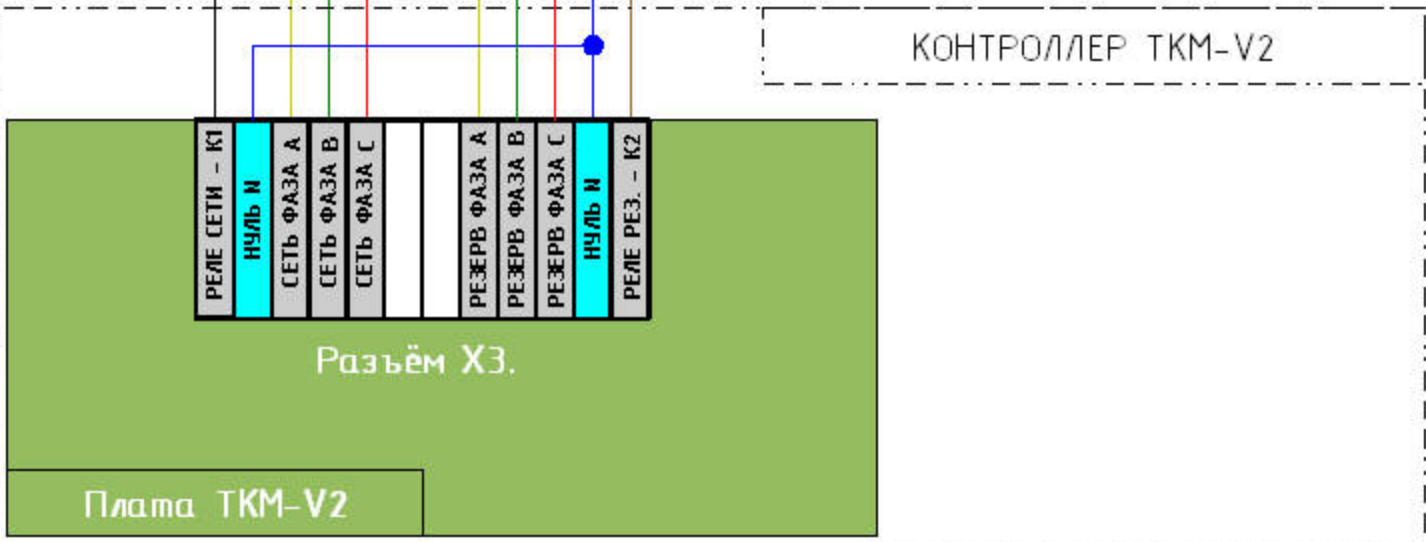 КОНТРОЛЛЕР ТКМ-V2
РЕЛЕ СЕТИ - К1
НУЛЬ N
СЕТЬ ФАЗА А
СЕТЬ ФАЗА В
СЕТЬ ФАЗА С
РЕЗЕРВ ФАЗА А
РЕЗЕРВ ФАЗА В
РЕЗЕРВ ФАЗА С
НУЛЬ N
РЕЛЕ РЕЗ. - К2
Разъём Х3.
Плата ТКМ-V2